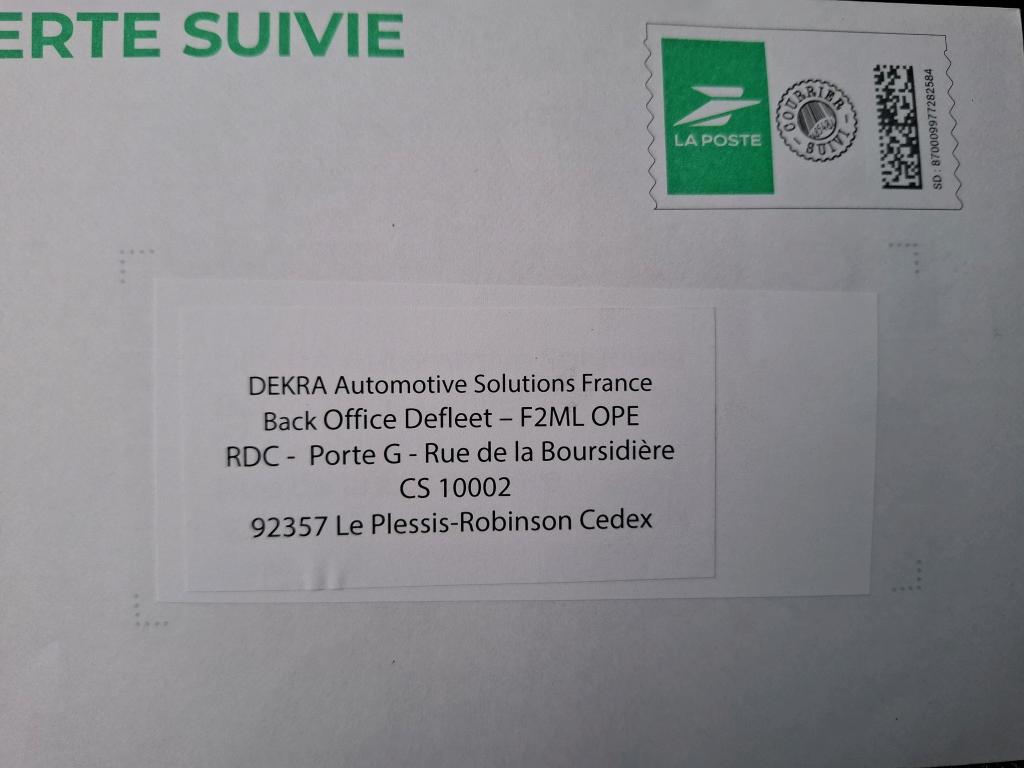 ERTE SUIVIE
LA POSTE
COURRIER
SUIVI
SD : 870009977282584
DEKRA Automotive Solutions France
Back Office Defleet – F2ML OPE
RDC - Porte G - Rue de la Boursidière
CS 10002
92357 Le Plessis-Robinson Cedex